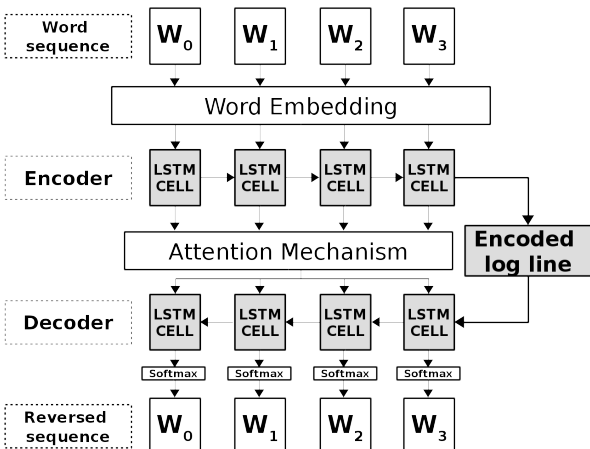 Word
sequence
W0 W1 W2 W3
Word Embedding
Encoder
LSTM CELL LSTM CELL LSTM CELL LSTM CELL
Encoded
log line
Attention Mechanism
Decoder
LSTM CELL LSTM CELL LSTM CELL LSTM CELL
Softmax Softmax Softmax Softmax
Reversed
sequence
W0 W1 W2 W3